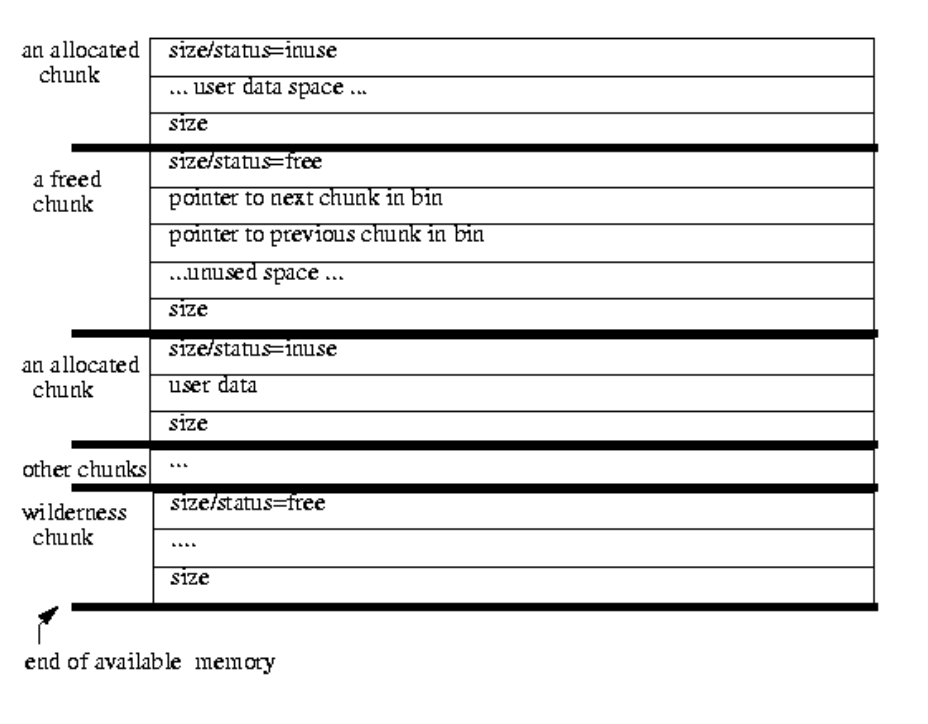 an allocated
chunk
size/status=inuse
... user data space ...
size
a freed
chunk
size/status=free
pointer to next chunk in bin
pointer to previous chunk in bin
...unused space ...
size
an allocated
chunk
size/status=inuse
user data
size
other chunks
...
wilderness
chunk
size/status=free
....
size
end of available memory